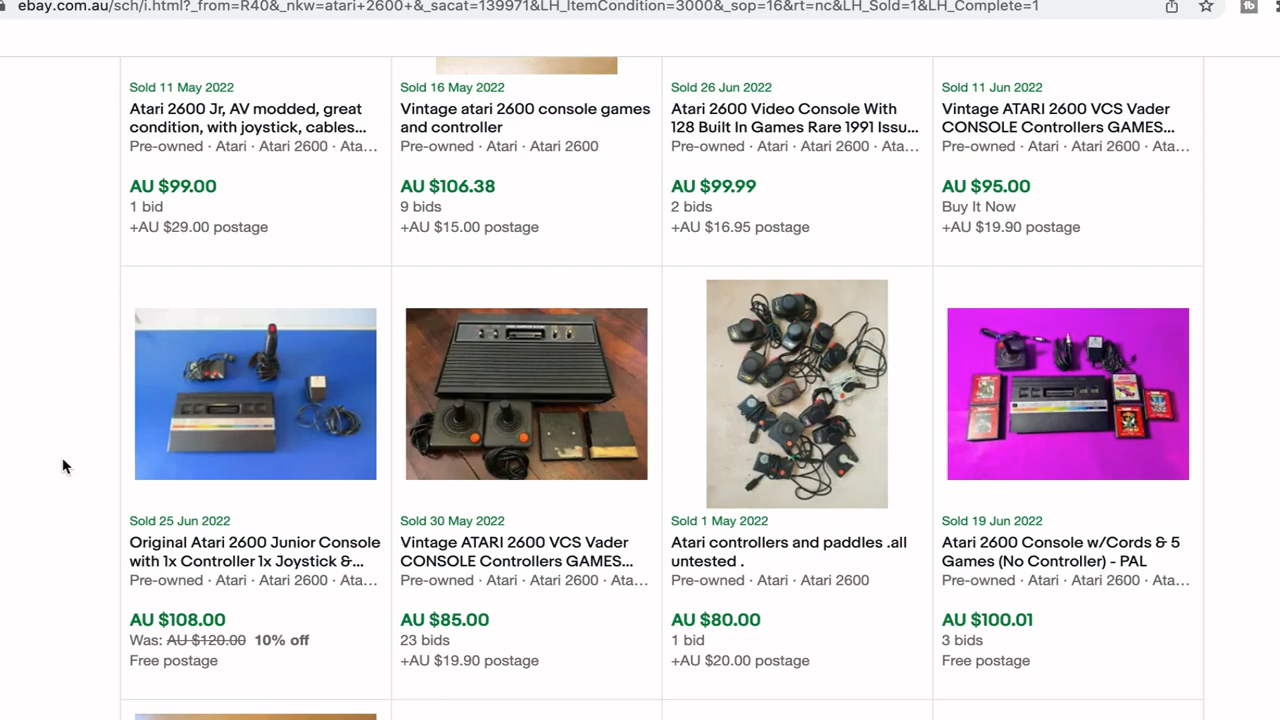 ebay.com.au/sch/i.html?_from=R40&_nkw=atari+2600+&_sacat=139971&LH_ItemCondition=3000&_sop=16&rt=nc&LH_Sold=1&LH_Complete=1
Sold 11 May 2022
Atari 2600 Jr, AV modded, great
condition, with joystick, cables...
Pre-owned · Atari · Atari 2600 · Ata...
AU $99.00
1 bid
+AU $29.00 postage
Sold 16 May 2022
Vintage atari 2600 console games
and controller
Pre-owned · Atari · Atari 2600
AU $106.38
9 bids
+AU $15.00 postage
Sold 26 Jun 2022
Atari 2600 Video Console With
128 Built In Games Rare 1991 Issu...
Pre-owned · Atari · Atari 2600 · Ata...
AU $99.99
2 bids
+AU $16.95 postage
Sold 11 Jun 2022
Vintage ATARI 2600 VCS Vader
CONSOLE Controllers GAMES...
Pre-owned · Atari · Atari 2600 · Ata...
AU $95.00
Buy It Now
+AU $19.90 postage
Sold 25 Jun 2022
Original Atari 2600 Junior Console
with 1x Controller 1x Joystick &...
Pre-owned · Atari · Atari 2600 · Ata...
AU $108.00
Was: AU $120.00 10% off
Free postage
Sold 30 May 2022
Vintage ATARI 2600 VCS Vader
CONSOLE Controllers GAMES...
Pre-owned · Atari · Atari 2600 · Ata...
AU $85.00
23 bids
+AU $19.90 postage
Sold 1 May 2022
Atari controllers and paddles .all
untested .
Pre-owned · Atari · Atari 2600
AU $80.00
1 bid
+AU $20.00 postage
Sold 19 Jun 2022
Atari 2600 Console w/Cords & 5
Games (No Controller) - PAL
Pre-owned · Atari · Atari 2600 · Ata...
AU $100.01
3 bids
Free postage